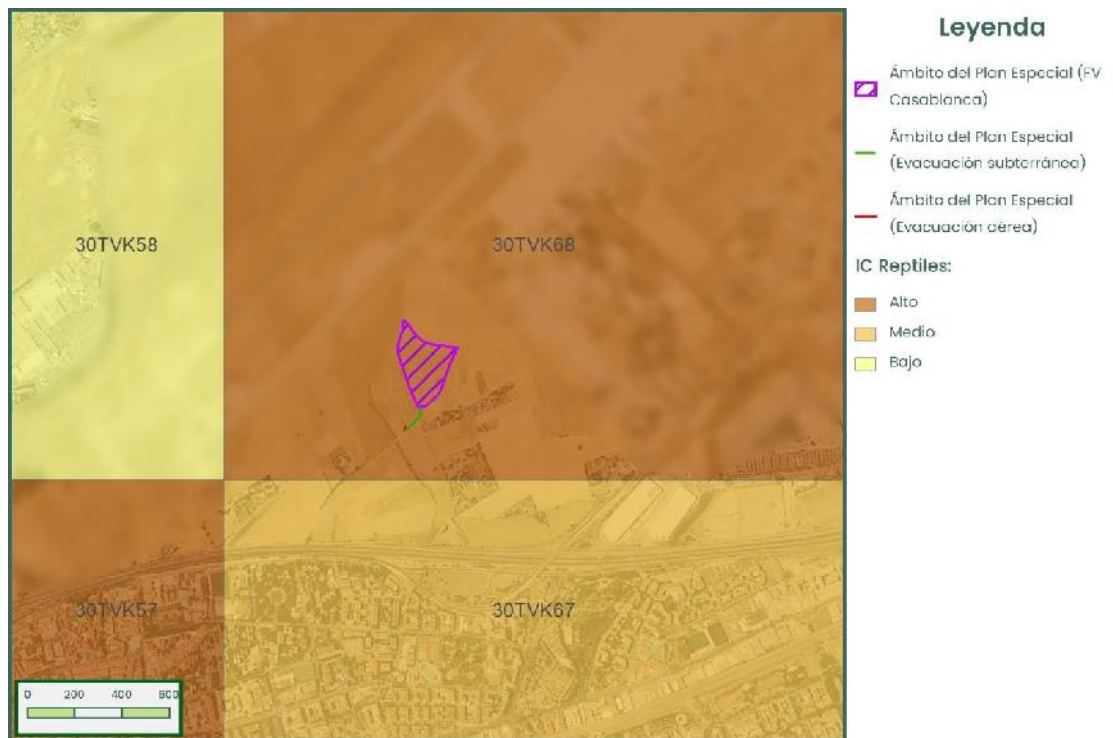 Leyenda
Ámbito del Plan Especial (FV
Casablanca)
Ámbito del Plan Especial
(Evacuación subterránea)
Ámbito del Plan Especial
(Evacuación aérea)
IC Reptiles:
Alto
Medio
Bajo
30TVK58
30TVK68
30TVK57
30TVK67
0 200 400 600